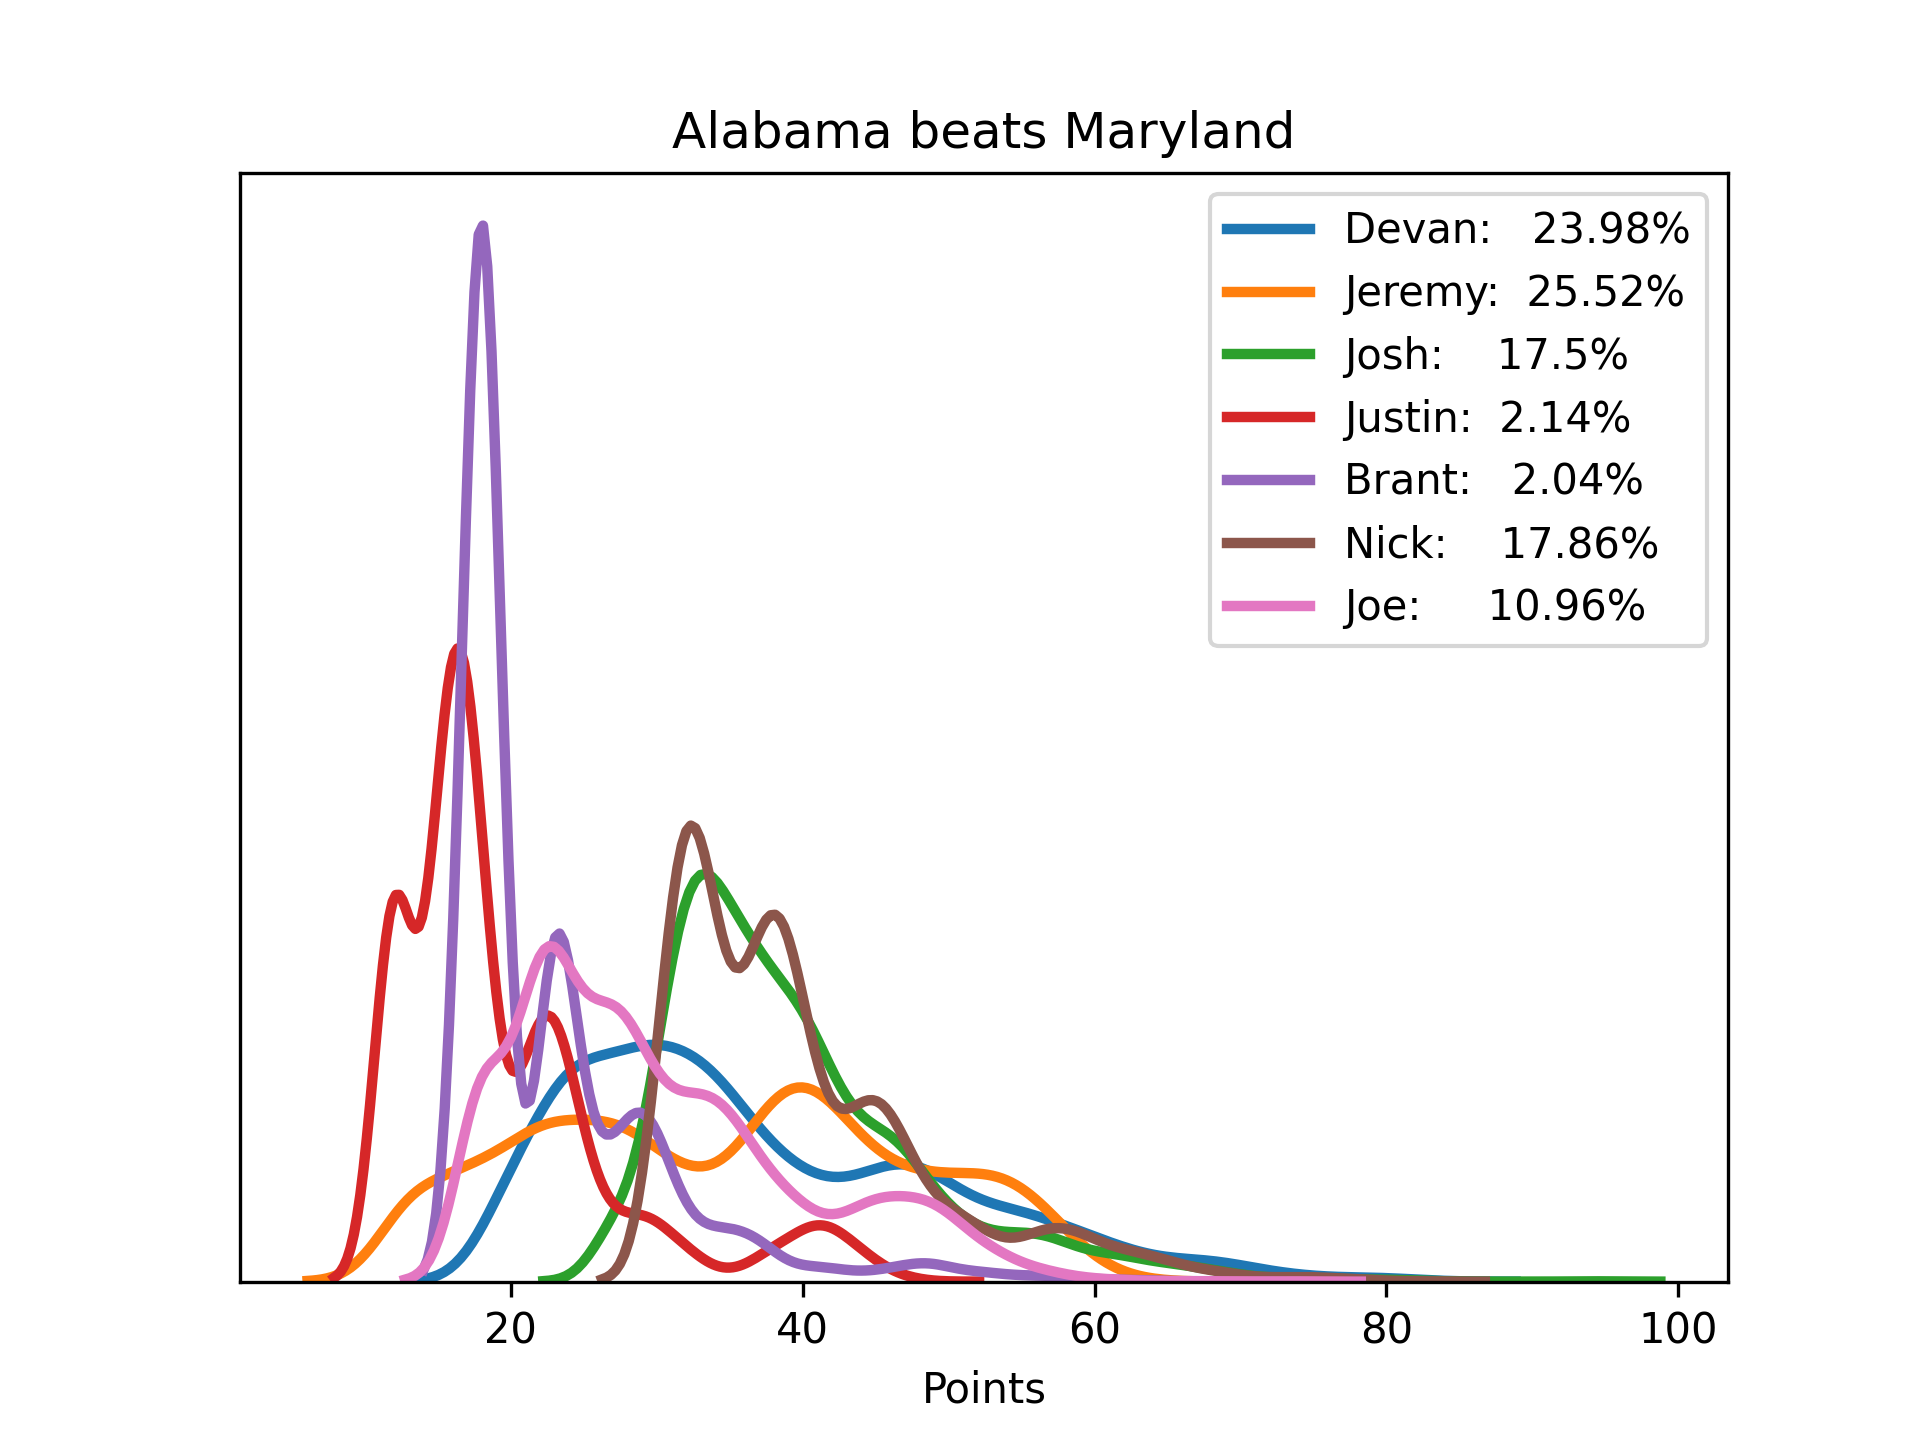 Alabama beats Maryland
Devan: 23.98%
Jeremy: 25.52%
Josh: 17.5%
Justin: 2.14%
Brant: 2.04%
Nick: 17.86%
Joe: 10.96%
20 40 60 80 100
Points